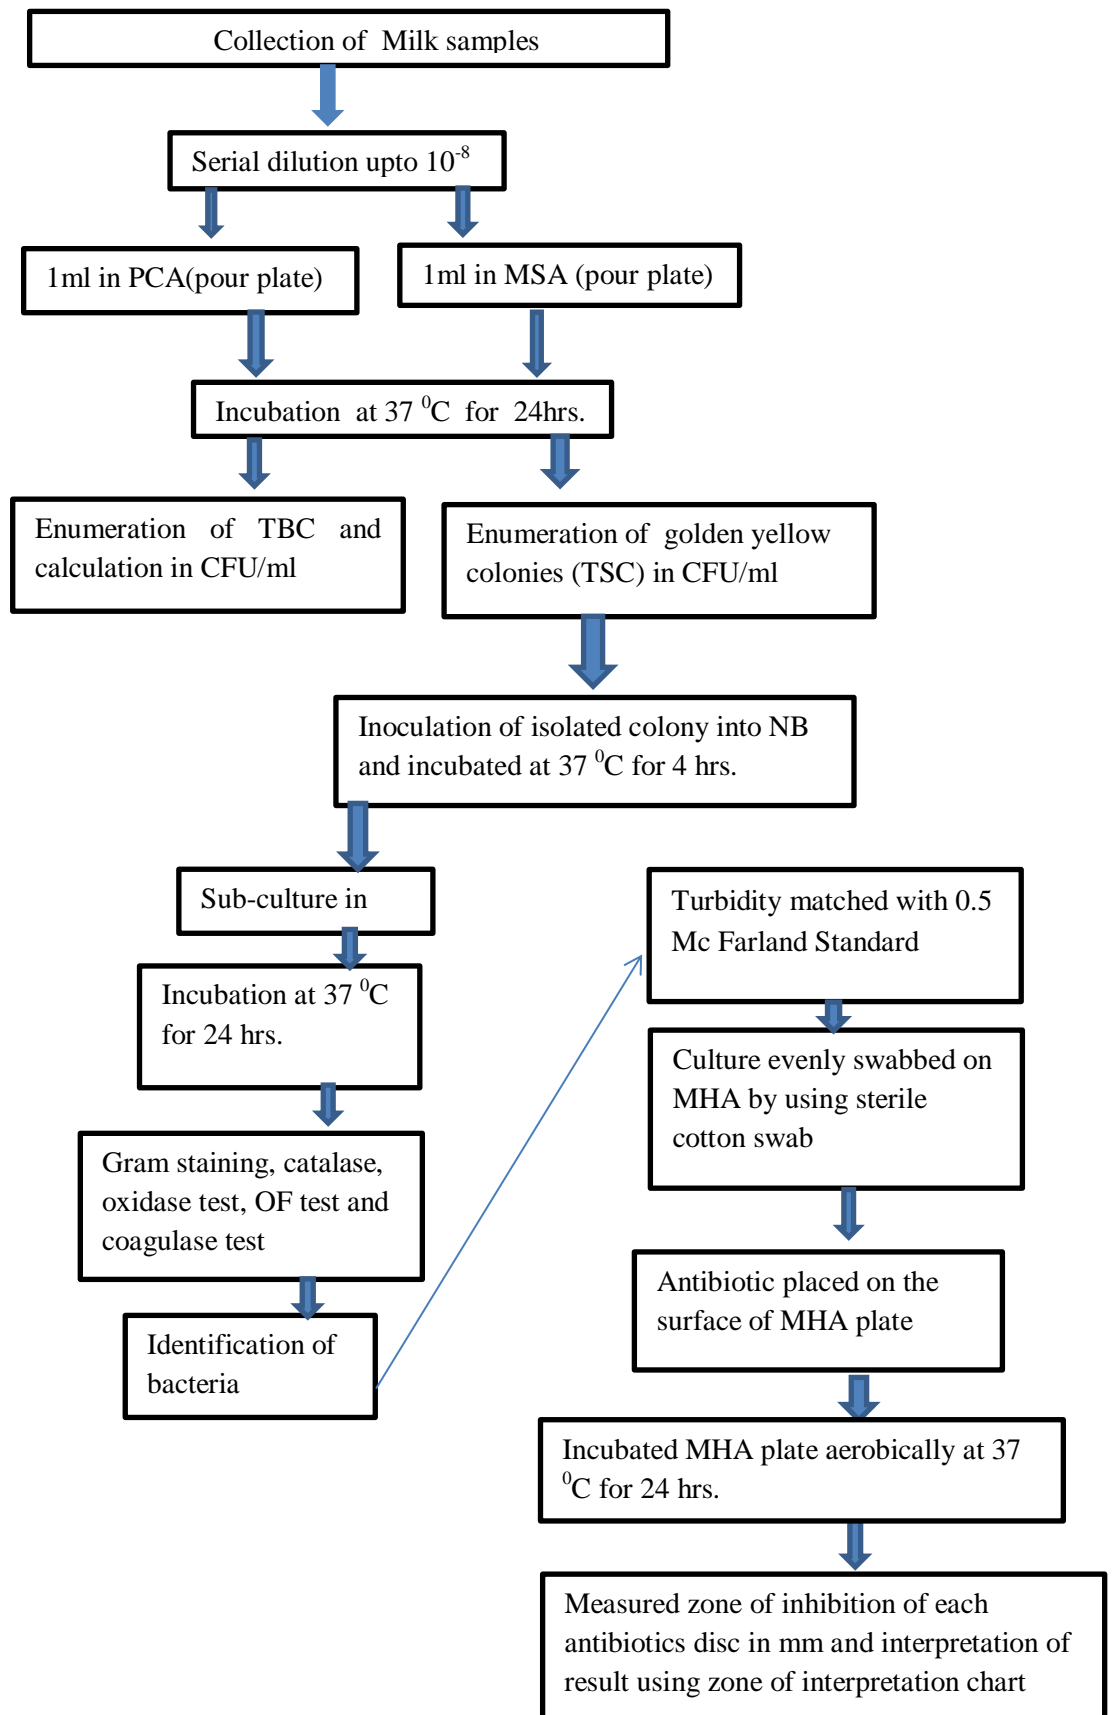 Collection of Milk samples
Serial dilution upto 10⁻⁸
1ml in PCA(pour plate)
1ml in MSA (pour plate)
Incubation at 37 ⁰C for 24hrs.
Enumeration of TBC and
calculation in CFU/ml
Enumeration of golden yellow
colonies (TSC) in CFU/ml
Inoculation of isolated colony into NB
and incubated at 37 ⁰C for 4 hrs.
Sub-culture in
Incubation at 37 ⁰C
for 24 hrs.
Gram staining, catalase,
oxidase test, OF test and
coagulase test
Identification of
bacteria
Turbidity matched with 0.5
Mc Farland Standard
Culture evenly swabbed on
MHA by using sterile
cotton swab
Antibiotic placed on the
surface of MHA plate
Incubated MHA plate aerobically at 37
⁰C for 24 hrs.
Measured zone of inhibition of each
antibiotics disc in mm and interpretation of
result using zone of interpretation chart